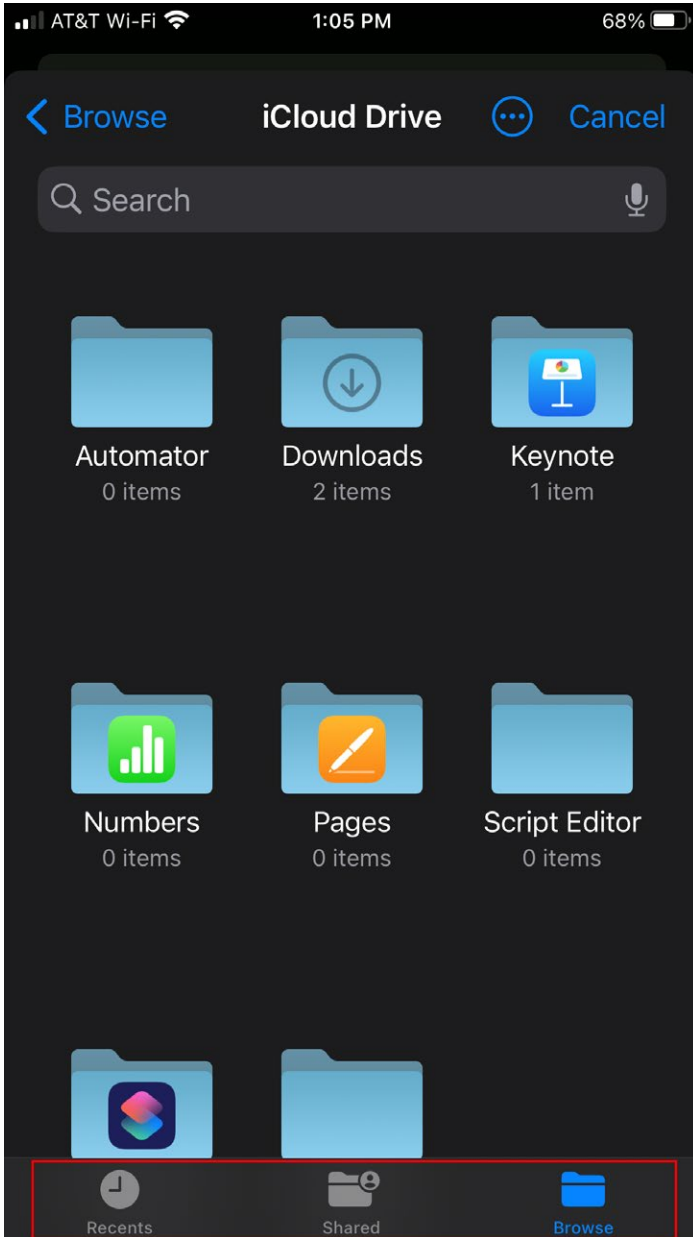 AT&T Wi-Fi 1:05 PM 68%
Browse iCloud Drive Cancel
Search
Automator Downloads Keynote
0 items 2 items 1 item
Numbers Pages Script Editor
0 items 0 items 0 items
Recents Shared Browse